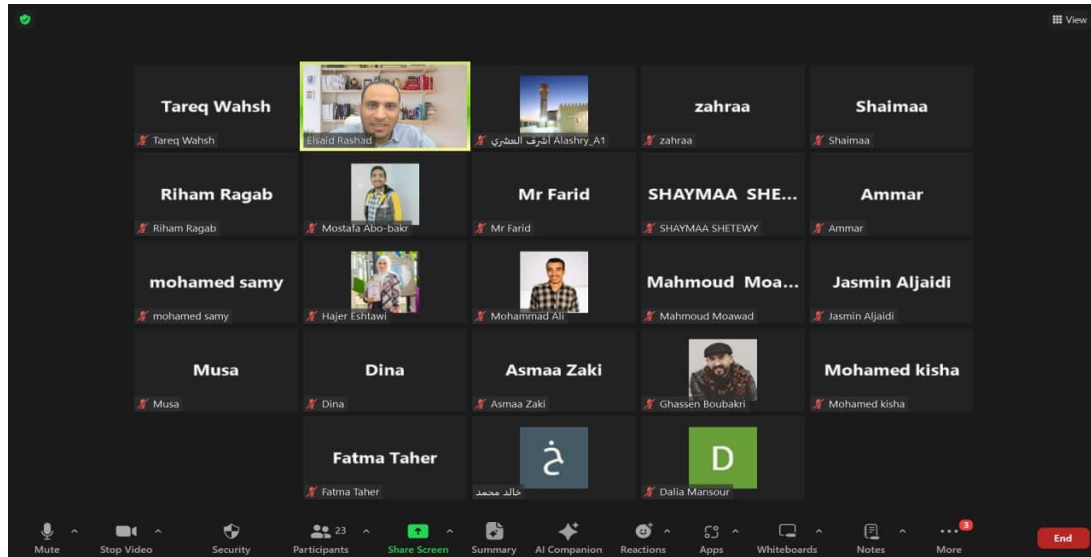 View
Tareq Wahsh
Tareq Wahsh
Elsaid Rashad
Alashry_A1 أشرف العشري
zahraa
zahraa
Shaimaa
Shaimaa
Riham Ragab
Riham Ragab
Mostafa Abo-bakr
Mr Farid
Mr Farid
SHAYMAA SHE...
SHAYMAA SHETEWY
Ammar
Ammar
mohamed samy
mohamed samy
Hajer Eshtawi
Mohammad Ali
Mahmoud Moa...
Mahmoud Moawad
Jasmin Aljaidi
Jasmin Aljaidi
Musa
Musa
Dina
Dina
Asmaa Zaki
Asmaa Zaki
Ghassen Boubakri
Mohamed kisha
Mohamed kisha
Fatma Taher
Fatma Taher
خ
خالد محمد
D
Dalia Mansour
Mute
Stop Video
Security
23
Participants
Share Screen
Summary
AI Companion
Reactions
Apps
Whiteboards
Notes
3
More
End